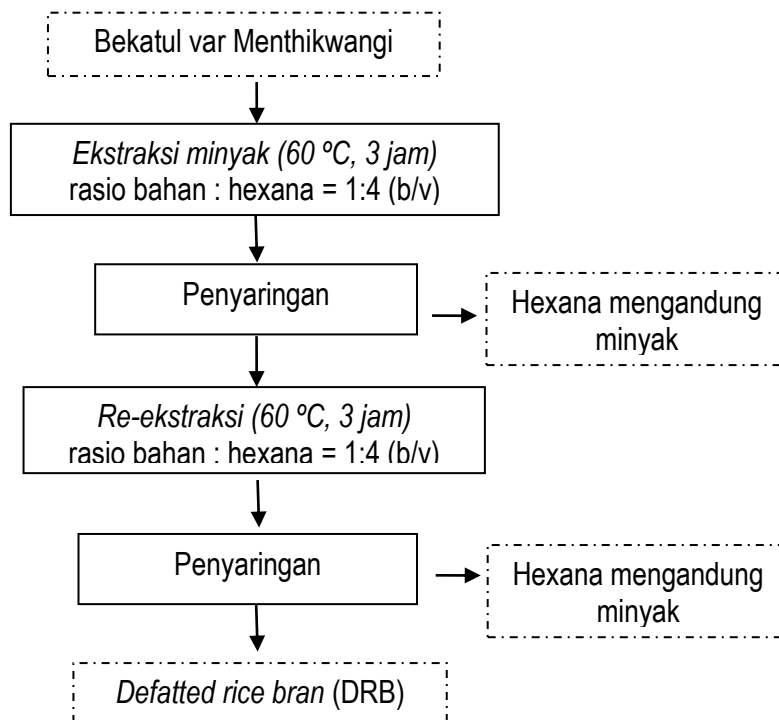 Bekatul var Menthikwangi
Ekstraksi minyak (60 ºC, 3 jam)
rasio bahan : hexana = 1:4 (b/v)
Penyaringan
Hexana mengandung
minyak
Re-ekstraksi (60 ºC, 3 jam)
rasio bahan : hexana = 1:4 (b/v)
Penyaringan
Hexana mengandung
minyak
Defatted rice bran (DRB)